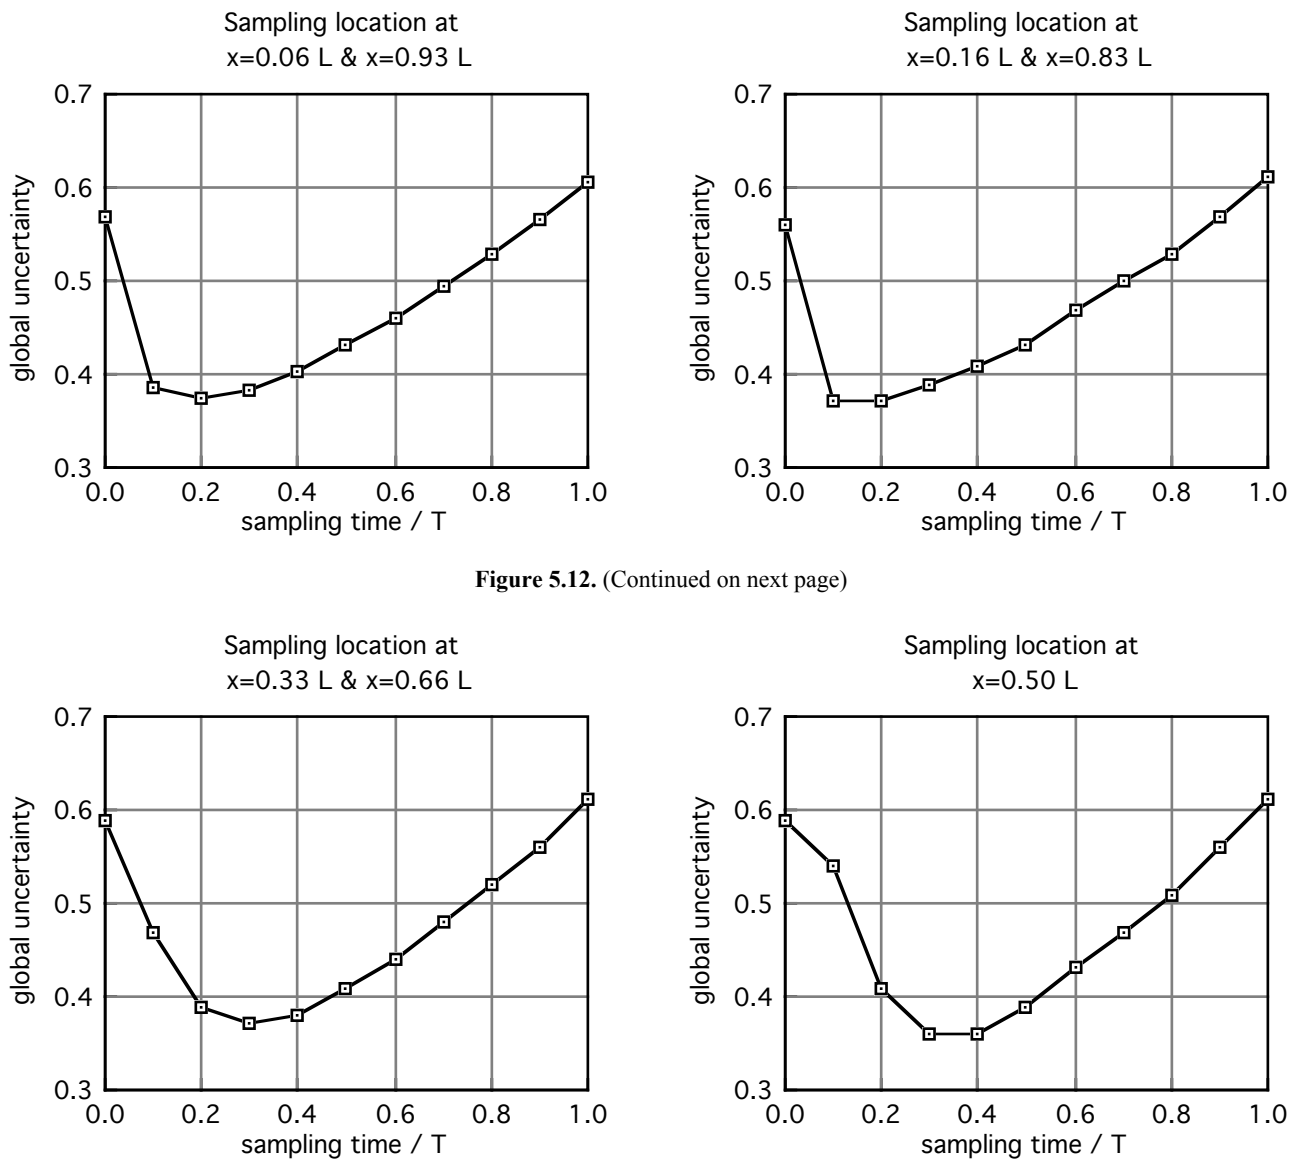 Sampling location at
x=0.06 L & x=0.93 L
global uncertainty
0.7
0.6
0.5
0.4
0.3
0.0 0.2 0.4 0.6 0.8 1.0
sampling time / T
Sampling location at
x=0.16 L & x=0.83 L
global uncertainty
0.7
0.6
0.5
0.4
0.3
0.0 0.2 0.4 0.6 0.8 1.0
sampling time / T
Figure 5.12. (Continued on next page)
Sampling location at
x=0.33 L & x=0.66 L
global uncertainty
0.7
0.6
0.5
0.4
0.3
0.0 0.2 0.4 0.6 0.8 1.0
sampling time / T
Sampling location at
x=0.50 L
global uncertainty
0.7
0.6
0.5
0.4
0.3
0.0 0.2 0.4 0.6 0.8 1.0
sampling time / T